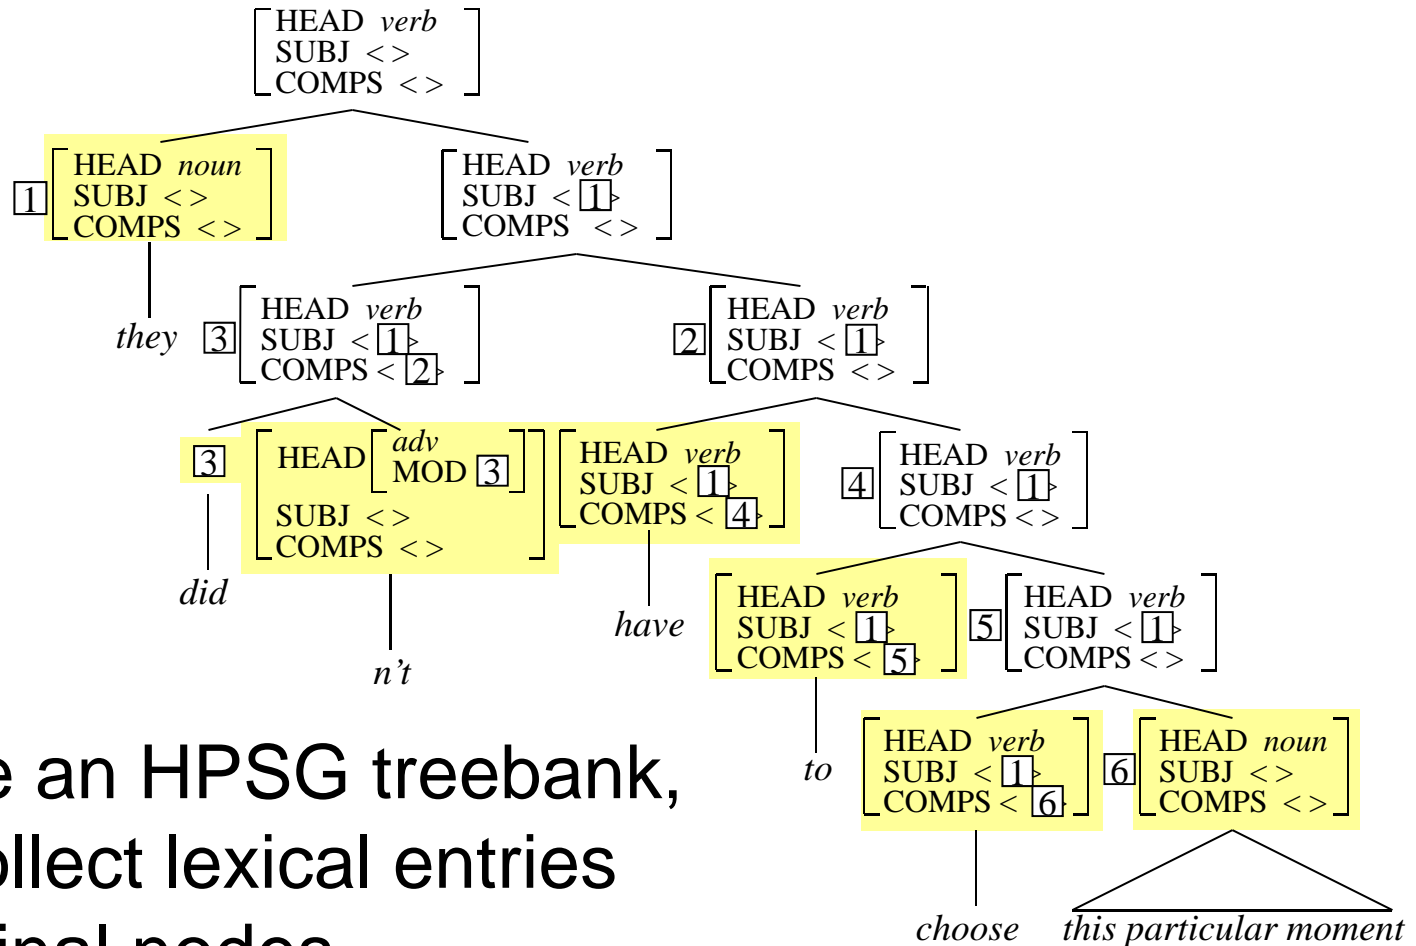 HEAD verb
SUBJ < >
COMPS < >
1
HEAD noun
SUBJ < >
COMPS < >
HEAD verb
SUBJ < 1 >
COMPS < >
they
3
HEAD verb
SUBJ < 1 >
COMPS < 2 >
2
HEAD verb
SUBJ < 1 >
COMPS < >
3
HEAD adv
MOD 3
SUBJ < >
COMPS < >
HEAD verb
SUBJ < 1 >
COMPS < 4 >
4
HEAD verb
SUBJ < 1 >
COMPS < >
did
n't
have
HEAD verb
SUBJ < 1 >
COMPS < 5 >
5
HEAD verb
SUBJ < 1 >
COMPS < >
to
HEAD verb
SUBJ < 1 >
COMPS < 6 >
6
HEAD noun
SUBJ < >
COMPS < >
choose
this particular moment
e an HPSG treebank,
ollect lexical entries
inal nodes